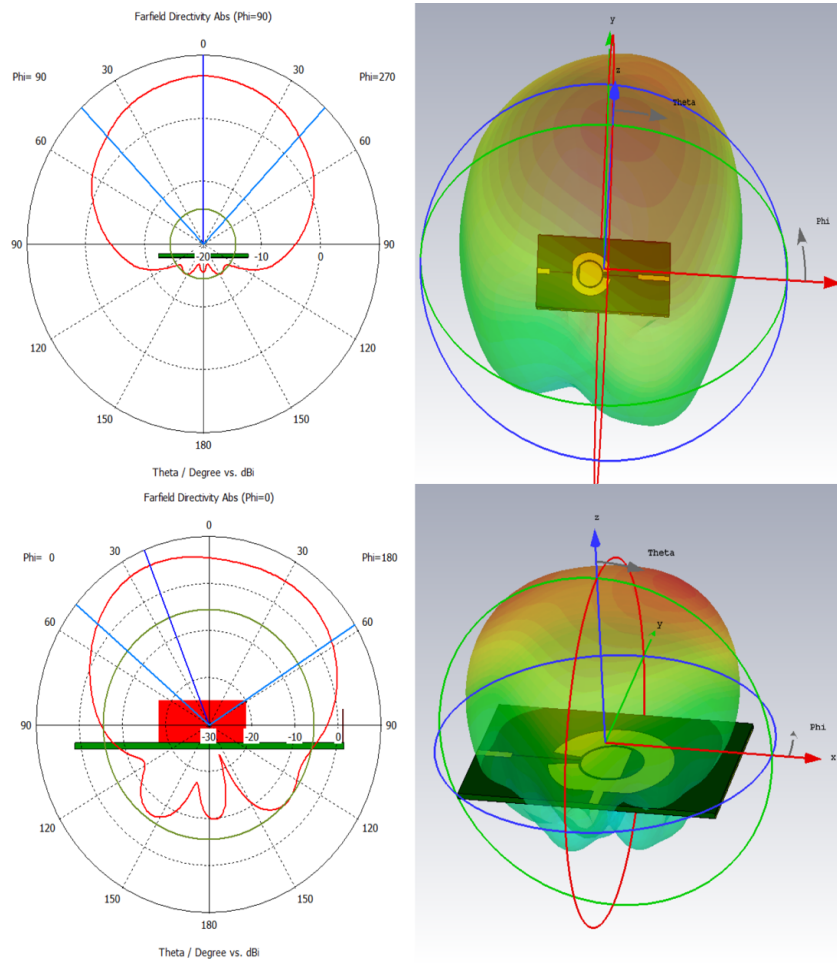 Farfield Directivity Abs (Phi=90)
0
Phi= 90
30
30
Phi=270
60
60
90
-20
-10
0
90
120
120
150
150
180
Theta / Degree vs. dBi
y
z
Theta
Phi
Farfield Directivity Abs (Phi=0)
0
Phi= 0
30
30
Phi=180
60
60
90
-30
-20
-10
0
90
120
120
150
150
180
Theta / Degree vs. dBi
z
Theta
y
Phi
x